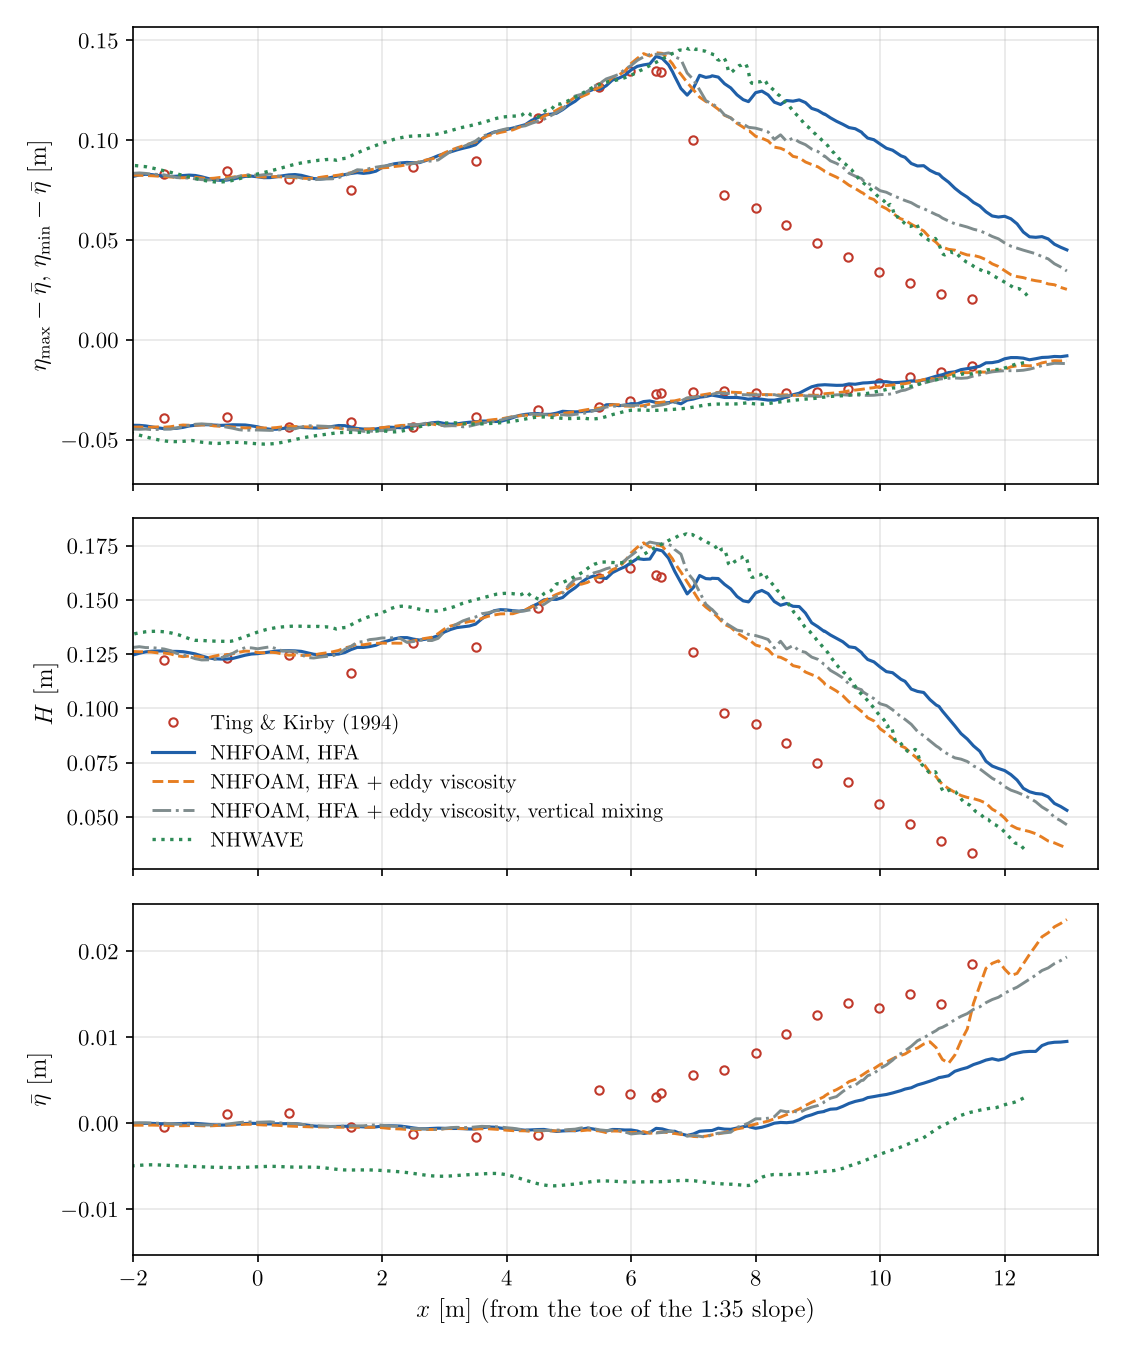 0.15
0.10
0.05
0.00
−0.05
η_max − η̄, η_min − η̄ [m]
0.175
0.150
0.125
0.100
0.075
0.050
H [m]
Ting & Kirby (1994)
NHFOAM, HFA
NHFOAM, HFA + eddy viscosity
NHFOAM, HFA + eddy viscosity, vertical mixing
NHWAVE
0.02
0.01
0.00
−0.01
η̄ [m]
−2 0 2 4 6 8 10 12
x [m] (from the toe of the 1:35 slope)